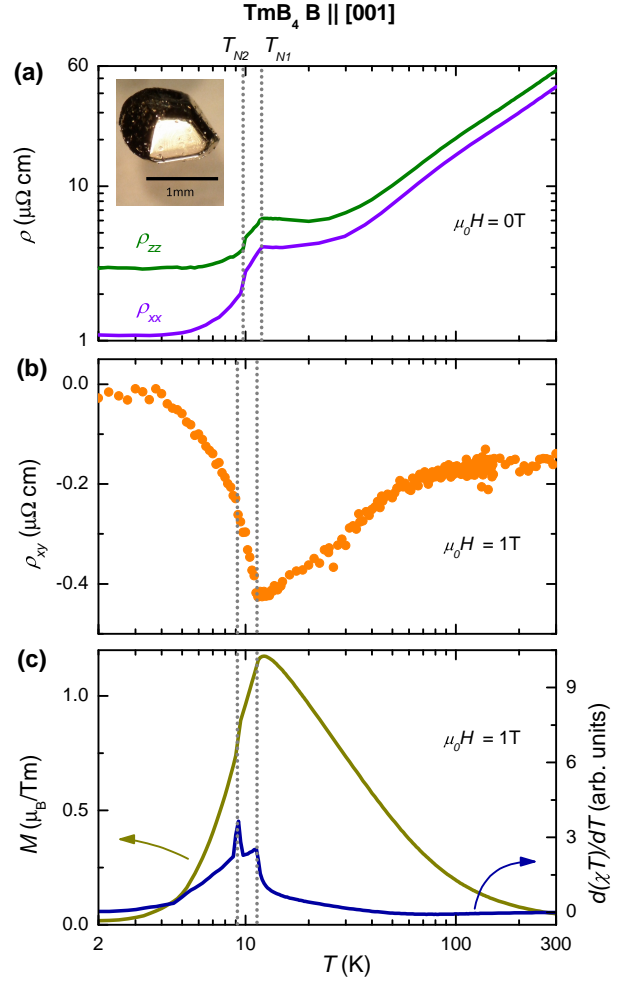 TmB4 B || [001]
TN2 TN1
(a)
60
10
1
ρ (μΩ cm)
1mm
μ0H = 0T
ρzz
ρxx
(b)
0.0
-0.2
-0.4
ρxy (μΩ cm)
μ0H = 1T
(c)
1.0
0.5
0.0
M (μB/Tm)
μ0H = 1T
9
6
3
0
d(χT)/dT (arb. units)
2 10 100 300
T (K)